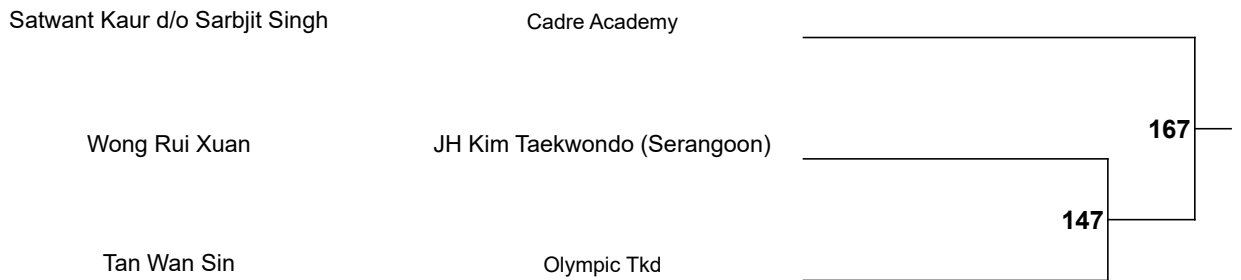 Satwant Kaur d/o Sarbjit Singh Cadre Academy
167
Wong Rui Xuan JH Kim Taekwondo (Serangoon)
147
Tan Wan Sin Olympic Tkd